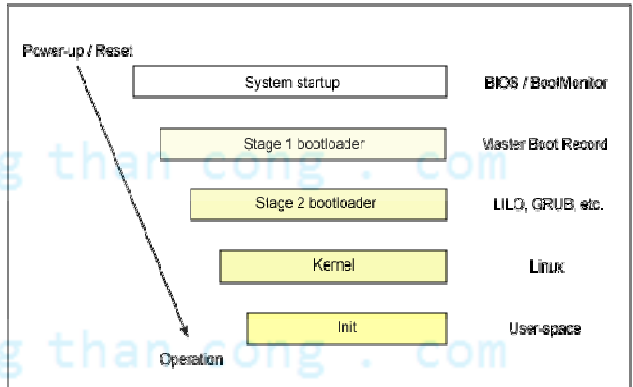 Power-up / Reset
System startup
BIOS / BootMonitor
Stage 1 bootloader
Master Boot Record
g than cong . com
Stage 2 bootloader
LILO, GRUB, etc.
Kernel
Linux
Init
User-space
g than cong . com
Operation